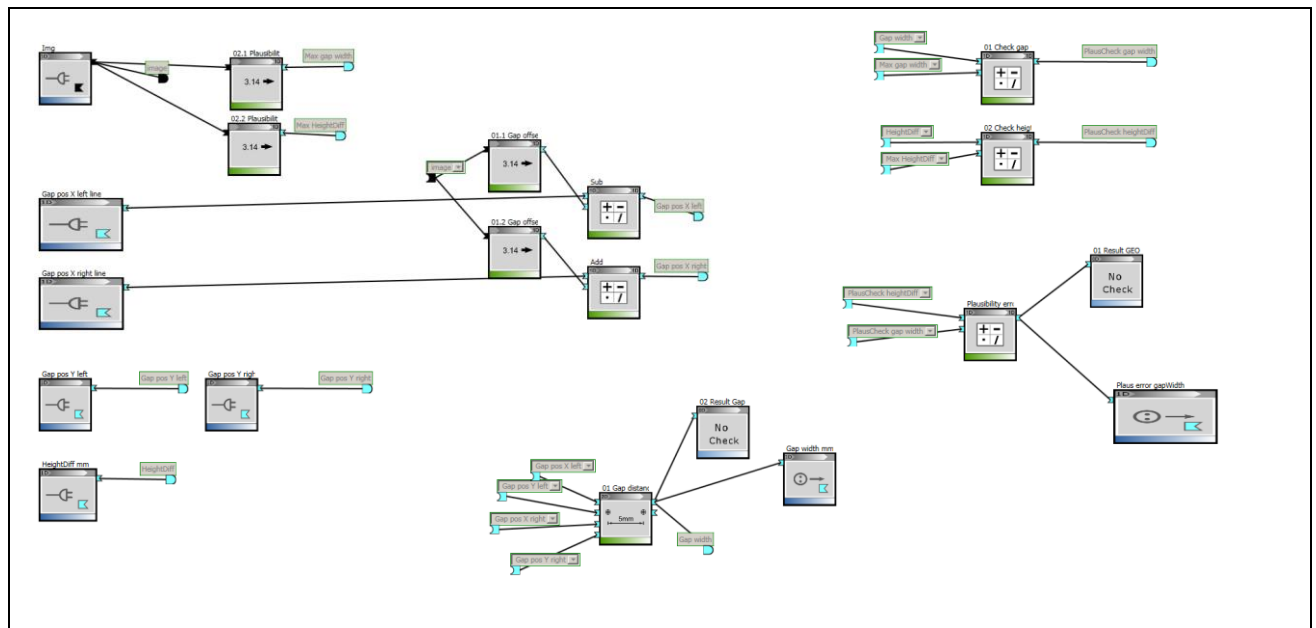 Img
image
02.1 Plausibilit
3.14
Max gap width
02.2 Plausibilit
3.14
Max HeightDiff
Gap pos X left line
Gap pos X right line
image
01.1 Gap offse
3.14
01.2 Gap offse
3.14
Sub
+ -
· /
Gap pos X left
Add
+ -
· /
Gap pos X right
Gap pos Y left
Gap pos Y left
Gap pos Y righ
Gap pos Y right
HeightDiff mm
HeightDiff
Gap width
Max gap width
01 Check gap
+ -
· /
PlausCheck gap width
HeightDiff
Max HeightDiff
02 Check heig
+ -
· /
PlausCheck heightDiff
PlausCheck heightDiff
PlausCheck gap width
Plausibility erro
+ -
· /
01 Result GEO
No
Check
Plaus error gapWidth
02 Result Gap
No
Check
Gap width mm
Gap pos X left
Gap pos Y left
Gap pos X right
Gap pos Y right
01 Gap distanc
5mm
Gap width